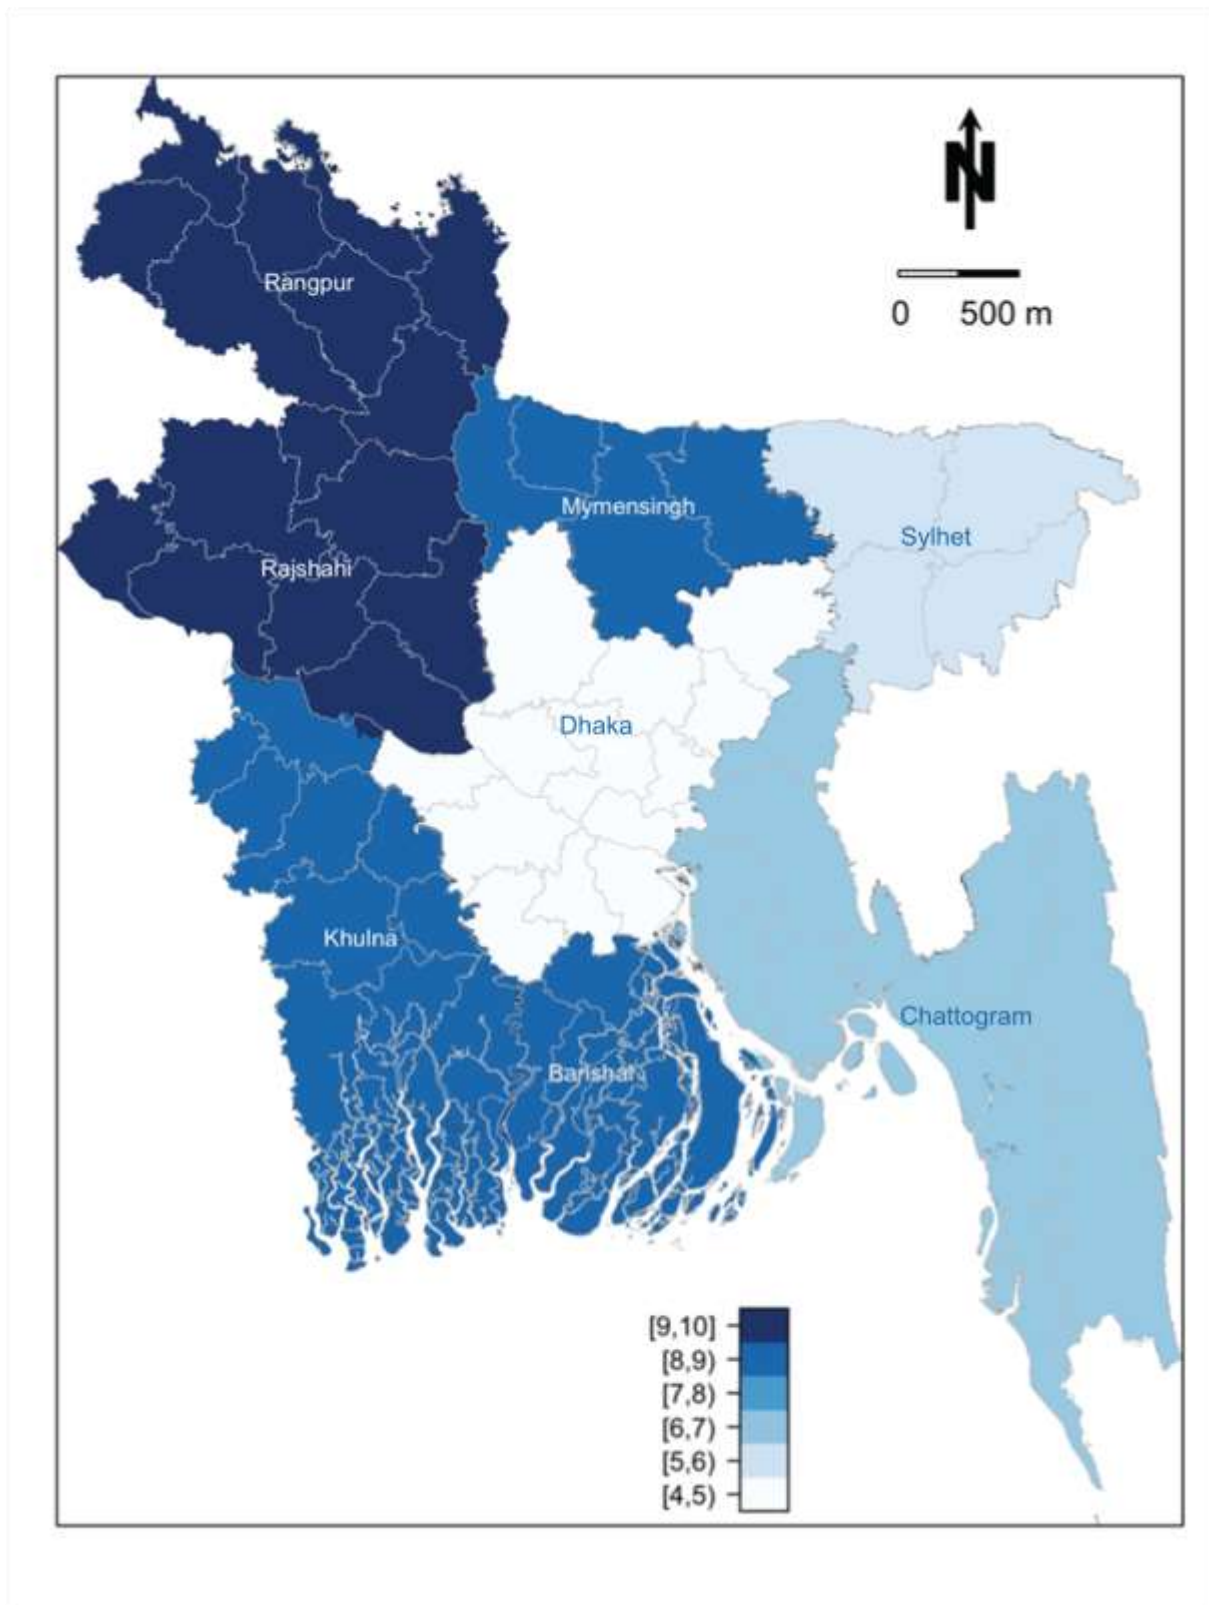 N
0 500 m
Rangpur
Mymensingh
Sylhet
Rajshahi
Dhaka
Khulna
Chattogram
Barishal
[9,10]
[8,9)
[7,8)
[6,7)
[5,6)
[4,5)